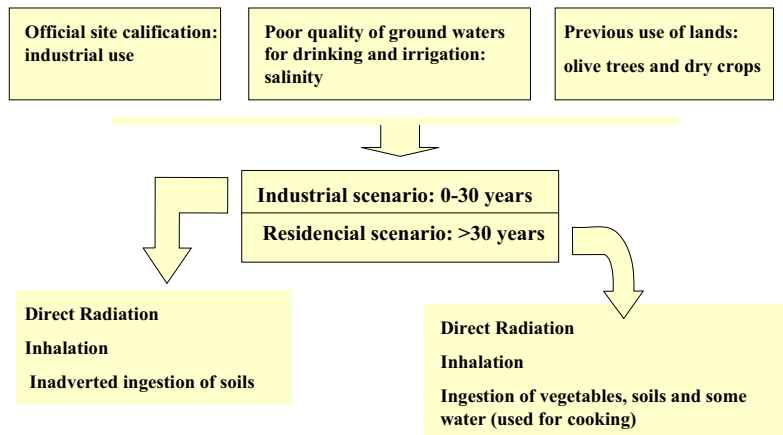 Official site calification:
industrial use
Poor quality of ground waters
for drinking and irrigation:
salinity
Previous use of lands:
olive trees and dry crops
Industrial scenario: 0-30 years
Residencial scenario: >30 years
Direct Radiation
Inhalation
Inadverted ingestion of soils
Direct Radiation
Inhalation
Ingestion of vegetables, soils and some
water (used for cooking)